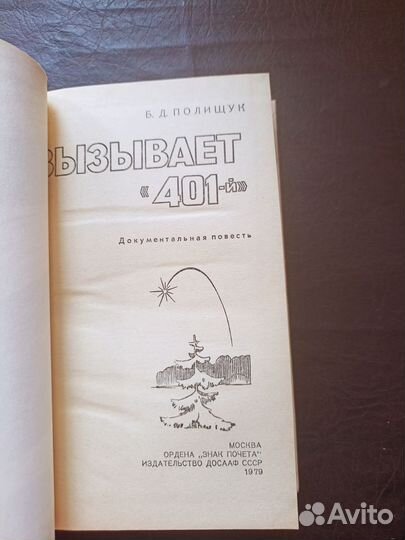 Б. Д. ПОЛИЩУК
ВЫЗЫВАЕТ
«401-й»
Документальная повесть
МОСКВА
ОРДЕНА „ЗНАК ПОЧЕТА"
ИЗДАТЕЛЬСТВО ДОСААФ СССР
1979
Avito